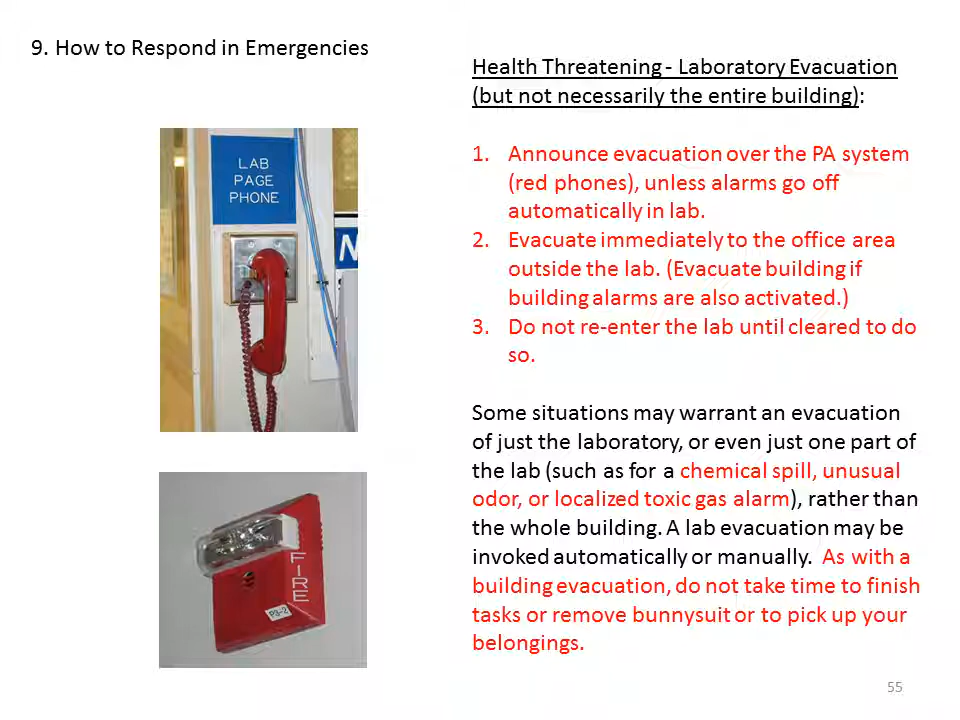 9. How to Respond in Emergencies
Health Threatening - Laboratory Evacuation
(but not necessarily the entire building):
1. Announce evacuation over the PA system
(red phones), unless alarms go off
automatically in lab.
2. Evacuate immediately to the office area
outside the lab. (Evacuate building if
building alarms are also activated.)
3. Do not re-enter the lab until cleared to do
so.
Some situations may warrant an evacuation
of just the laboratory, or even just one part of
the lab (such as for a chemical spill, unusual
odor, or localized toxic gas alarm), rather than
the whole building. A lab evacuation may be
invoked automatically or manually. As with a
building evacuation, do not take time to finish
tasks or remove bunnysuit or to pick up your
belongings.
LAB
PAGE
PHONE
FIRE
P3-2
55